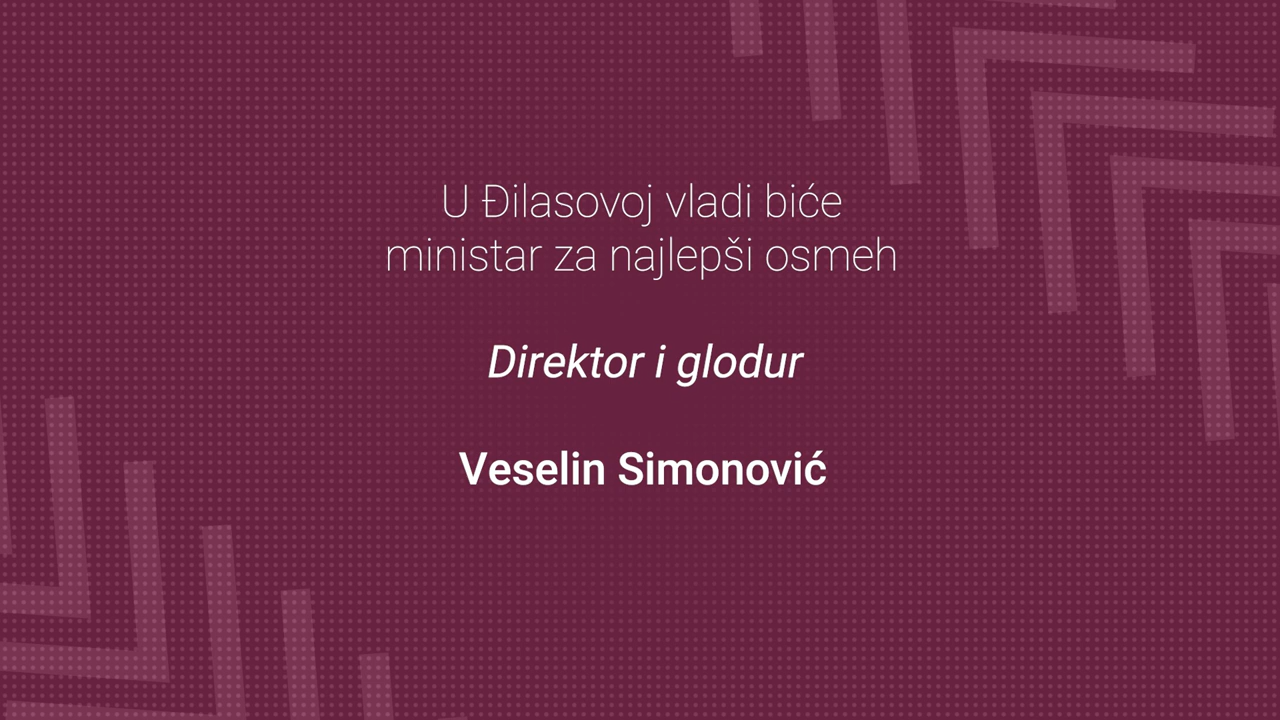 U Đilasovoj vladi biće
ministar za najlepši osmeh
Direktor i glodur
Veselin Simonović